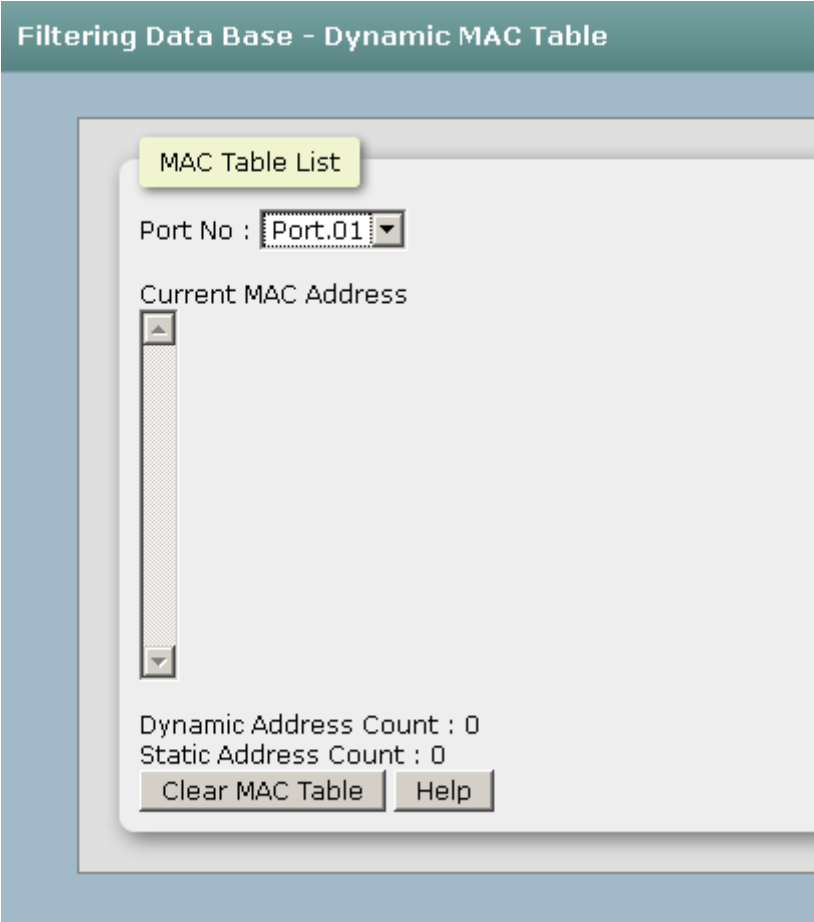 Filtering Data Base - Dynamic MAC Table
MAC Table List
Port No : Port.01
Current MAC Address
Dynamic Address Count : 0
Static Address Count : 0
Clear MAC Table Help